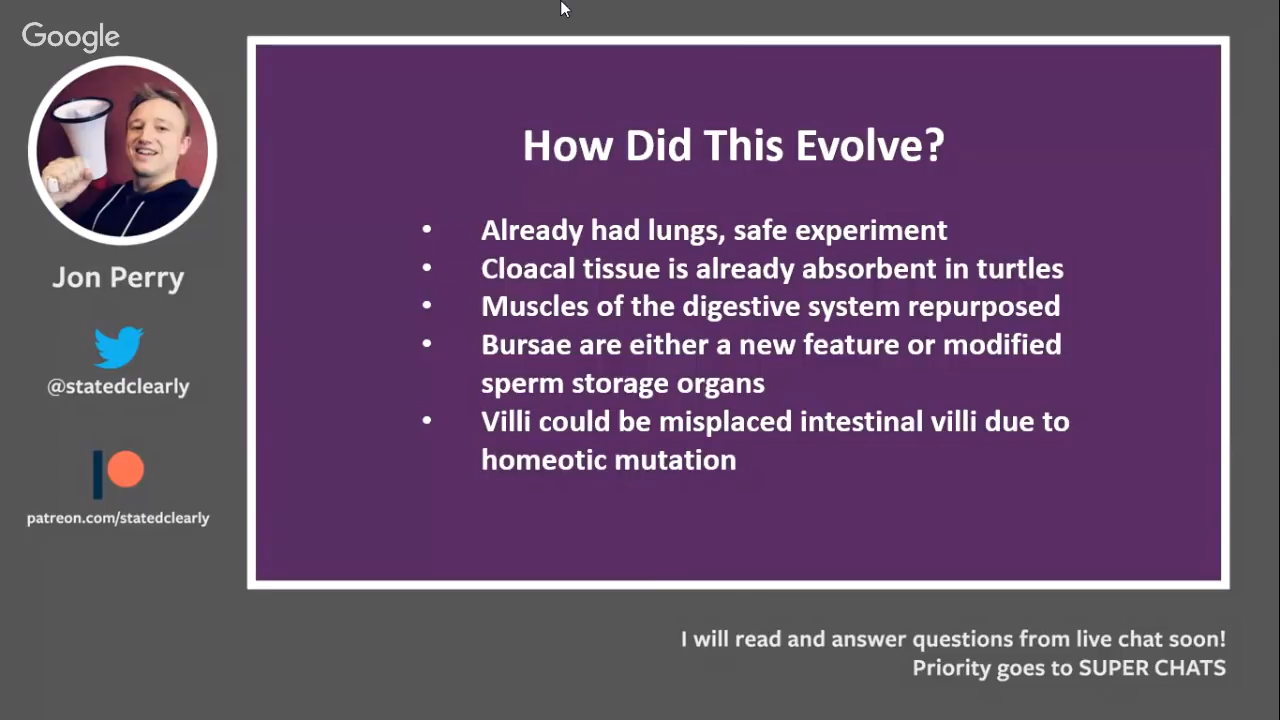 Google
Jon Perry
@statedclearly
patreon.com/statedclearly
How Did This Evolve?
• Already had lungs, safe experiment
• Cloacal tissue is already absorbent in turtles
• Muscles of the digestive system repurposed
• Bursae are either a new feature or modified
sperm storage organs
• Villi could be misplaced intestinal villi due to
homeotic mutation
I will read and answer questions from live chat soon!
Priority goes to SUPER CHATS